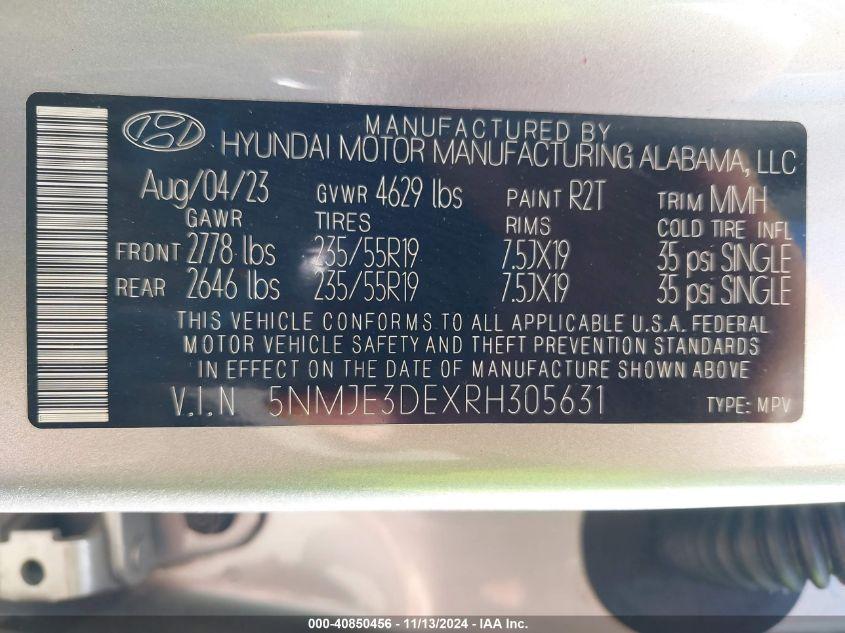 MANUFACTURED BY
HYUNDAI MOTOR MANUFACTURING ALABAMA, LLC
Aug/04/23 GVWR 4629 lbs PAINT R2T TRIM MMH
GAWR TIRES RIMS COLD TIRE INFL
FRONT 2778 lbs 235/55R19 7.5JX19 35 psi SINGLE
REAR 2646 lbs 235/55R19 7.5JX19 35 psi SINGLE
THIS VEHICLE CONFORMS TO ALL APPLICABLE U.S.A. FEDERAL
MOTOR VEHICLE SAFETY AND THEFT PREVENTION STANDARDS
IN EFFECT ON THE DATE OF MANUFACTURE SHOWN ABOVE
V.I.N 5NMJE3DEXRH305631 TYPE: MPV
000-40850456 - 11/13/2024 - IAA Inc.